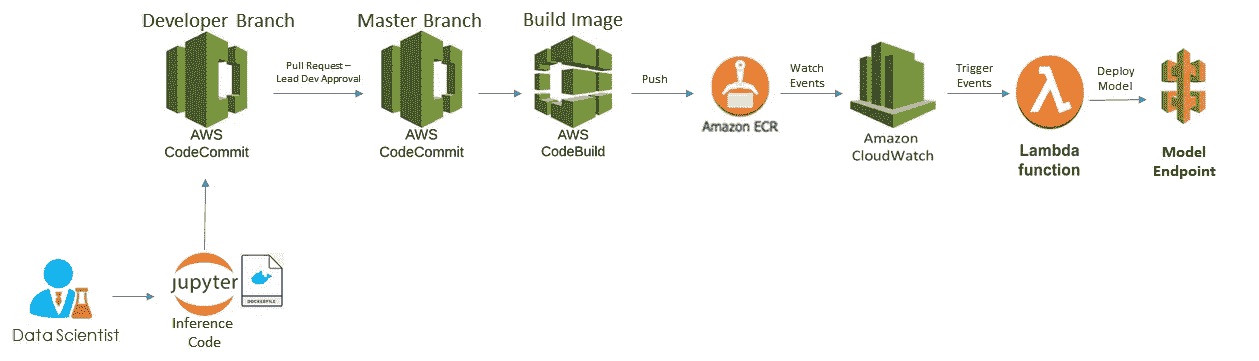 Developer Branch
Master Branch
Build Image
Pull Request –
Lead Dev Approval
Push
Watch
Events
Trigger
Events
Deploy
Model
AWS
CodeCommit
AWS
CodeCommit
AWS
CodeBuild
Amazon ECR
Amazon
CloudWatch
Lambda
function
Model
Endpoint
Jupyter
DOCKERFILE
Data Scientist
Inference
Code